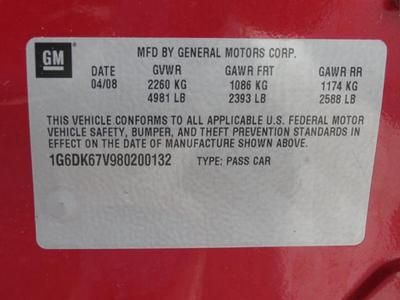 GM
MFD BY GENERAL MOTORS CORP.
DATE GVWR GAWR FRT GAWR RR
04/08 2260 KG 1086 KG 1174 KG
4981 LB 2393 LB 2588 LB
THIS VEHICLE CONFORMS TO ALL APPLICABLE U.S. FEDERAL MOTOR
VEHICLE SAFETY, BUMPER, AND THEFT PREVENTION STANDARDS IN
EFFECT ON THE DATE OF MANUFACTURE SHOWN ABOVE.
1G6DK67V980200132 TYPE: PASS CAR